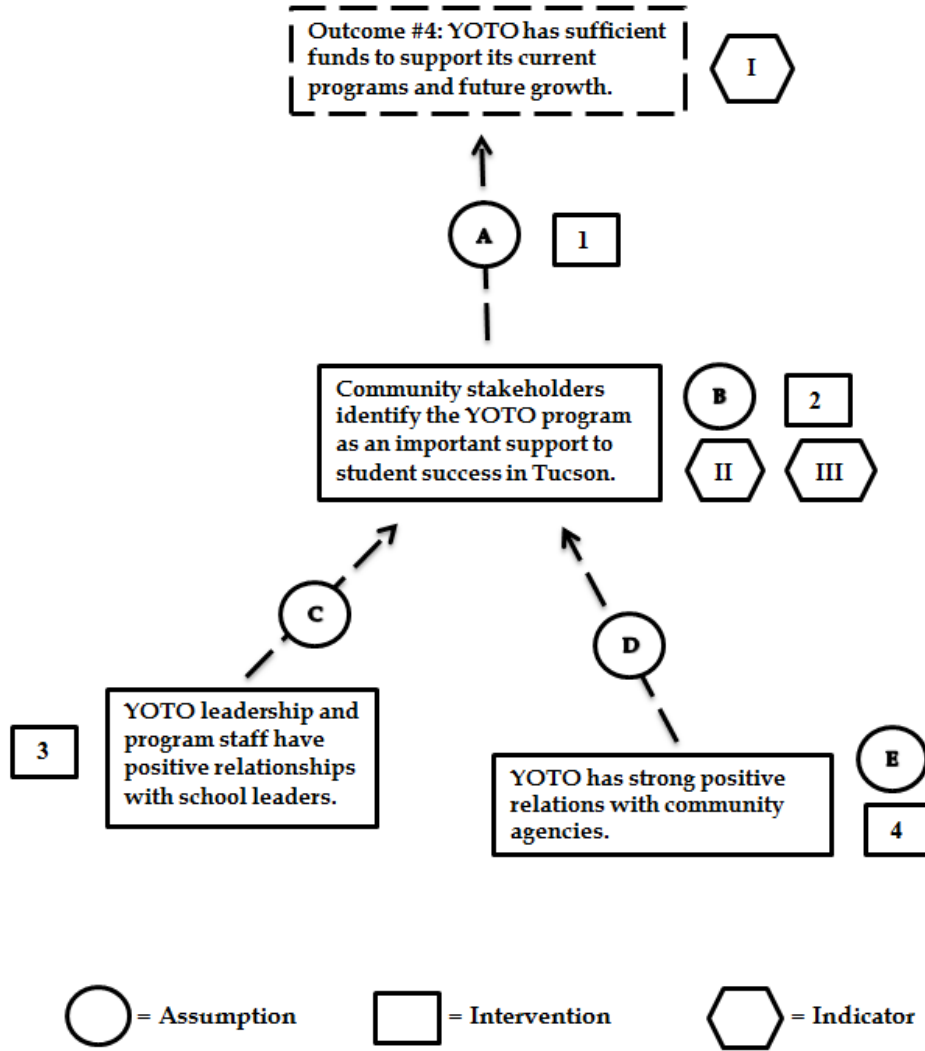 Outcome #4: YOTO has sufficient
funds to support its current
programs and future growth.
I
A
1
Community stakeholders
identify the YOTO program
as an important support to
student success in Tucson.
B
2
II
III
C
D
3
YOTO leadership and
program staff have
positive relationships
with school leaders.
YOTO has strong positive
relations with community
agencies.
E
4
= Assumption
= Intervention
= Indicator